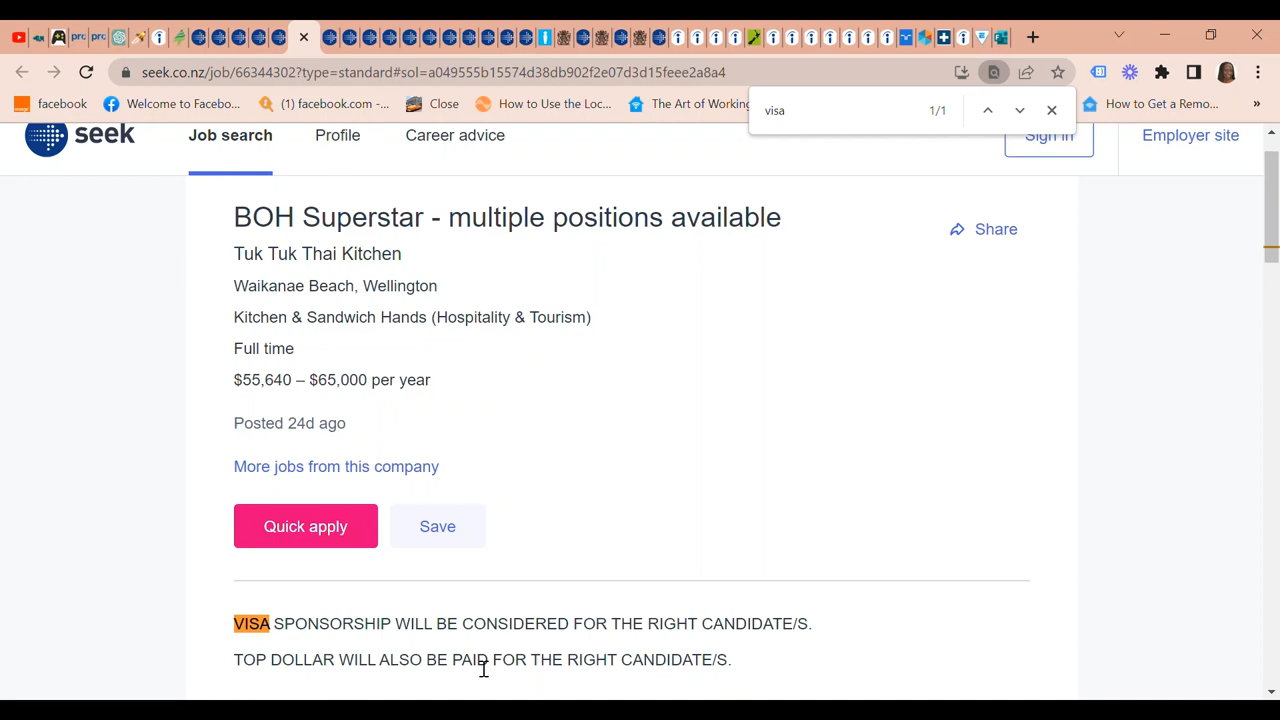 prc
prc
seek.co.nz/job/66344302?type=standard#sol=a049555b15574d38db902f2e07d3d15feee2a8a4
facebook
Welcome to Facebo...
(1) facebook.com -...
Close
How to Use the Loc...
The Art of Working
How to Get a Remo...
»
visa
1/1
seek
Job search
Profile
Career advice
Sign in
Employer site
BOH Superstar - multiple positions available
Share
Tuk Tuk Thai Kitchen
Waikanae Beach, Wellington
Kitchen & Sandwich Hands (Hospitality & Tourism)
Full time
$55,640 – $65,000 per year
Posted 24d ago
More jobs from this company
Quick apply
Save
VISA SPONSORSHIP WILL BE CONSIDERED FOR THE RIGHT CANDIDATE/S.
TOP DOLLAR WILL ALSO BE PAID FOR THE RIGHT CANDIDATE/S.